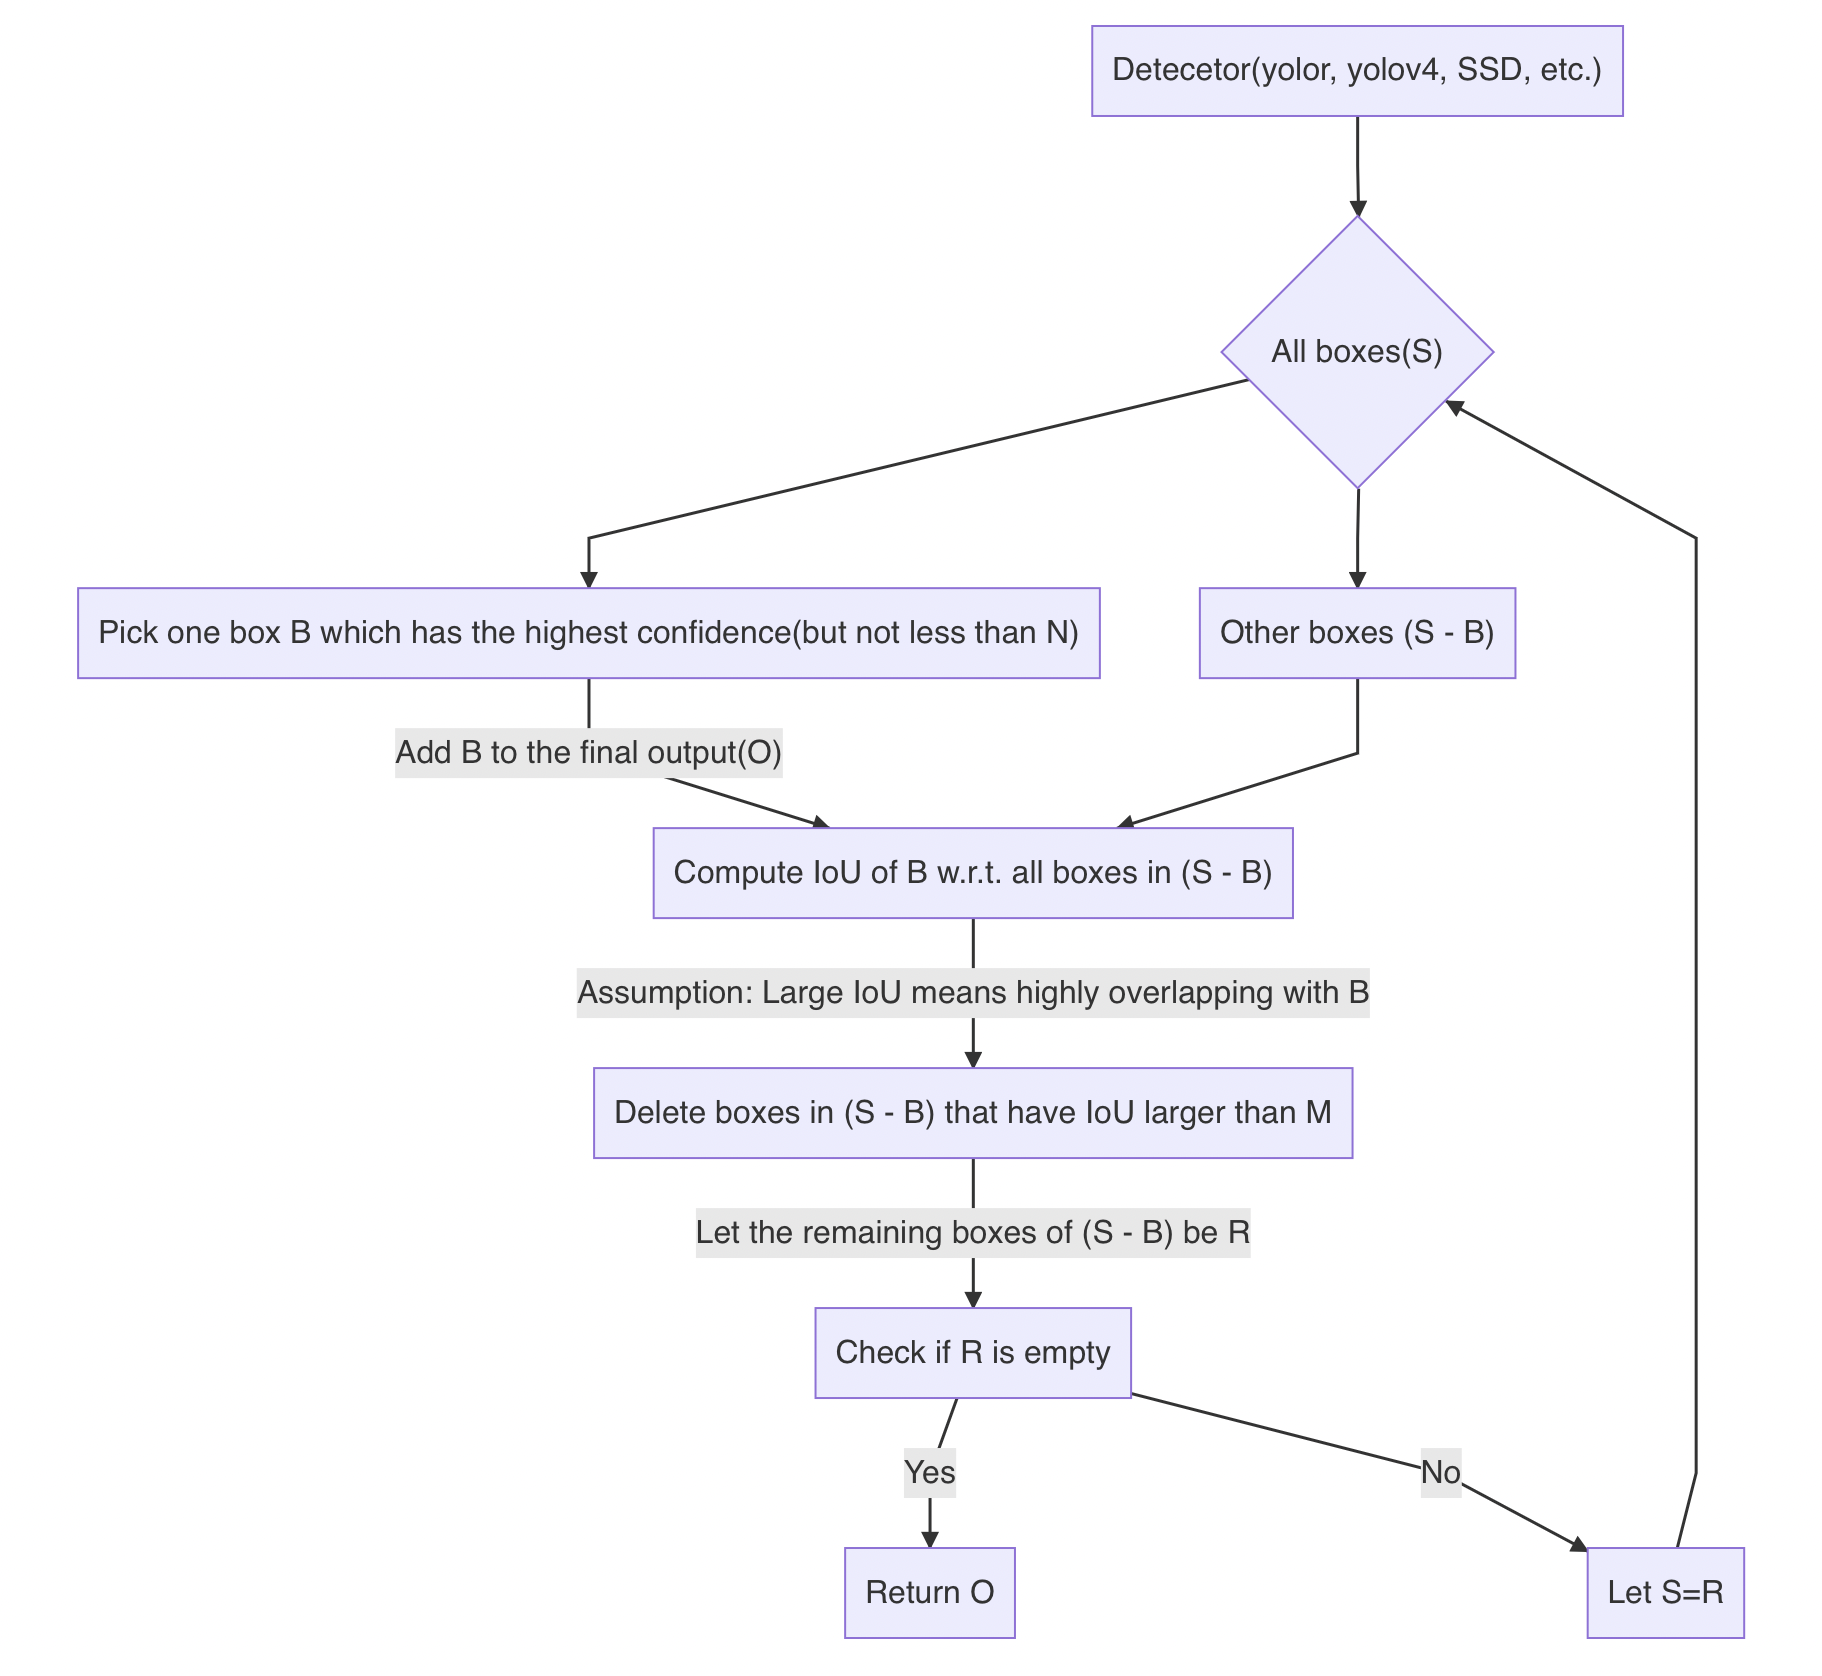 Detecetor(yolor, yolov4, SSD, etc.)
All boxes(S)
Pick one box B which has the highest confidence(but not less than N)
Other boxes (S - B)
Add B to the final output(O)
Compute IoU of B w.r.t. all boxes in (S - B)
Assumption: Large IoU means highly overlapping with B
Delete boxes in (S - B) that have IoU larger than M
Let the remaining boxes of (S - B) be R
Check if R is empty
Yes
No
Return O
Let S=R